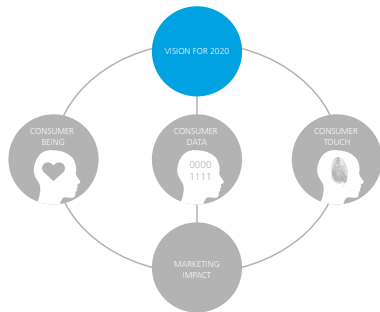 VISION FOR 2020
CONSUMER
BEING
CONSUMER
DATA
0000
1111
CONSUMER
TOUCH
MARKETING
IMPACT